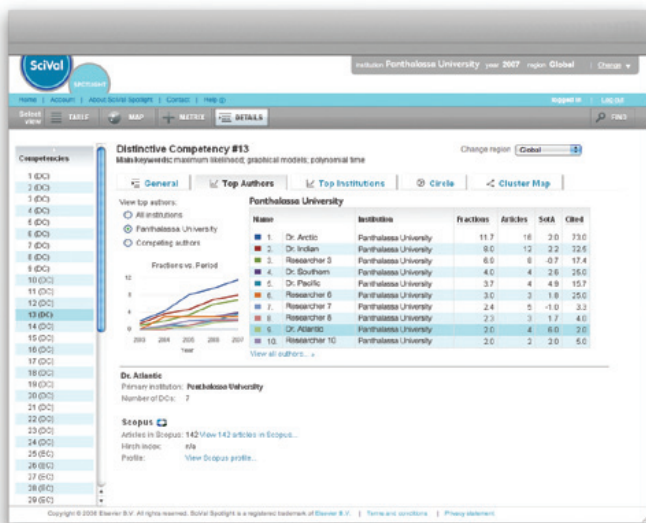 SciVal
SPOTLIGHT
institution Panthalassa University year 2007 region Global | Change
Home | Account | About SciVal Spotlight | Contact | Help
logged in | Log out
Select view TABLE MAP MATRIX DETAILS FIND
Competencies
1 (DC)
2 (DC)
3 (DC)
4 (DC)
5 (DC)
6 (DC)
7 (DC)
8 (DC)
9 (DC)
10 (DC)
11 (DC)
12 (DC)
13 (DC)
14 (DC)
15 (DC)
16 (DC)
17 (DC)
18 (DC)
19 (DC)
20 (DC)
21 (DC)
22 (DC)
23 (DC)
24 (DC)
25 (EC)
26 (EC)
27 (EC)
28 (EC)
29 (EC)
Distinctive Competency #13
Main keywords: maximum likelihood; graphical models; polynomial time
Change region Global
General Top Authors Top Institutions Circle Cluster Map
View top authors:
All institutions
Panthalassa University
Competing authors
Fractions vs. Period
12
8
4
0
2003 2004 2005 2006 2007
Year
Panthalassa University
Name Institution Fractions Articles SotA Cited
1. Dr. Arctic Panthalassa University 11.7 16 2.0 73.0
2. Dr. Indian Panthalassa University 12
3. Researcher 3 Panthalassa University -0.7 17.4
4. Dr. Southern Panthalassa University 4.0 4 2.6 25.0
5. Dr. Pacific Panthalassa University 3.7 4 4.9 15.7
6. Researcher 6 Panthalassa University 3.0 3 1.8 25.0
7. Researcher 7 Panthalassa University 2.4 5 -1.0 3.3
8. Researcher 8 Panthalassa University 2.3 3 1.7 4.0
9. Dr. Atlantic Panthalassa University 2.0 4 6.0 2.0
10. Researcher 10 Panthalassa University 2.0 2.0 5.0
View all authors...
Dr. Atlantic
Primary institution: Panthalassa University
Number of DCs: 7
Scopus
Articles in Scopus: 142 View 142 articles in Scopus...
Hirsch index: n/a
Profile: View Scopus profile...
Copyright © 2008 Elsevier B.V. All rights reserved. SciVal Spotlight is a registered trademark of Elsevier B.V. | Terms and conditions | Privacy statement